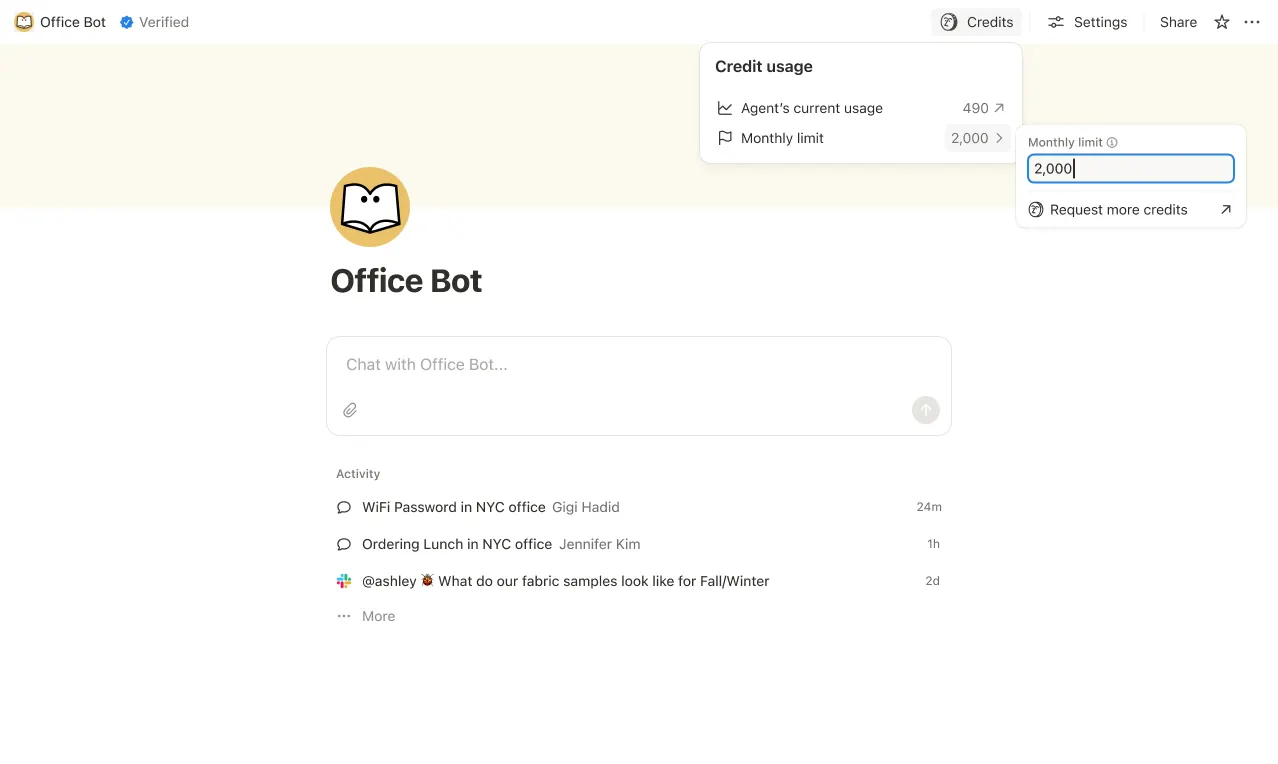 Office Bot Verified Credits Settings Share
Credit usage
Agent’s current usage 490
Monthly limit 2,000
Monthly limit
2,000
Request more credits
Office Bot
Chat with Office Bot...
Activity
WiFi Password in NYC office Gigi Hadid 24m
Ordering Lunch in NYC office Jennifer Kim 1h
@ashley 🐞 What do our fabric samples look like for Fall/Winter 2d
More